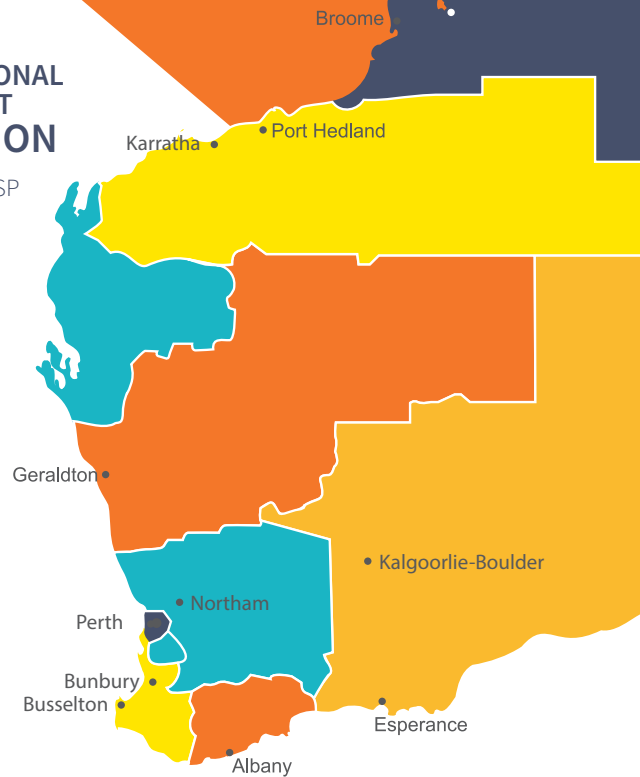 Broome
ONAL
T
ON
SP
Port Hedland
Karratha
Geraldton
Kalgoorlie-Boulder
Northam
Perth
Bunbury
Busselton
Esperance
Albany